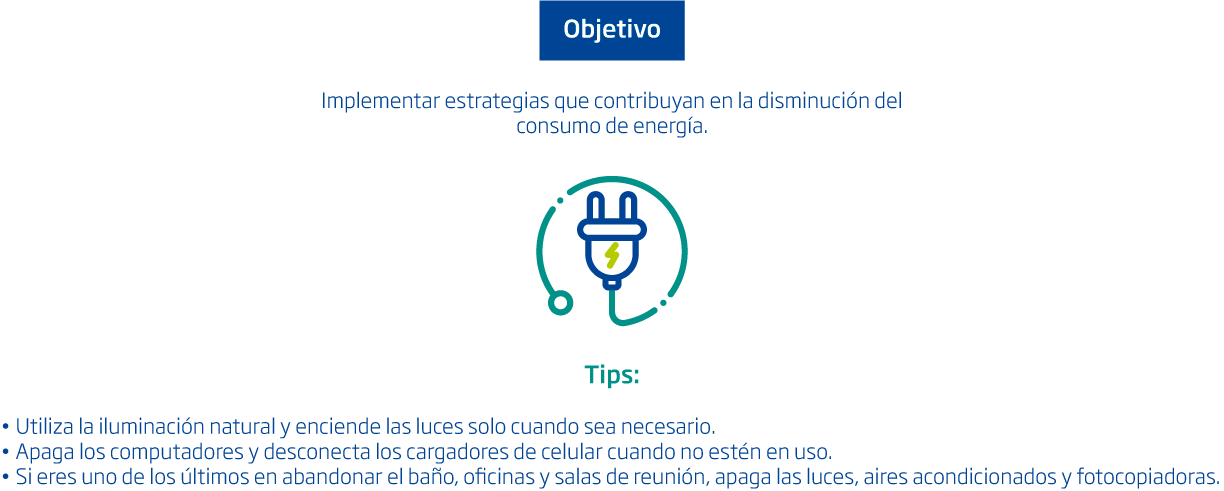 Objetivo
Implementar estrategias que contribuyan en la disminución del
consumo de energía.
Tips:
• Utiliza la iluminación natural y enciende las luces solo cuando sea necesario.
• Apaga los computadores y desconecta los cargadores de celular cuando no estén en uso.
• Si eres uno de los últimos en abandonar el baño, oficinas y salas de reunión, apaga las luces, aires acondicionados y fotocopiadoras.